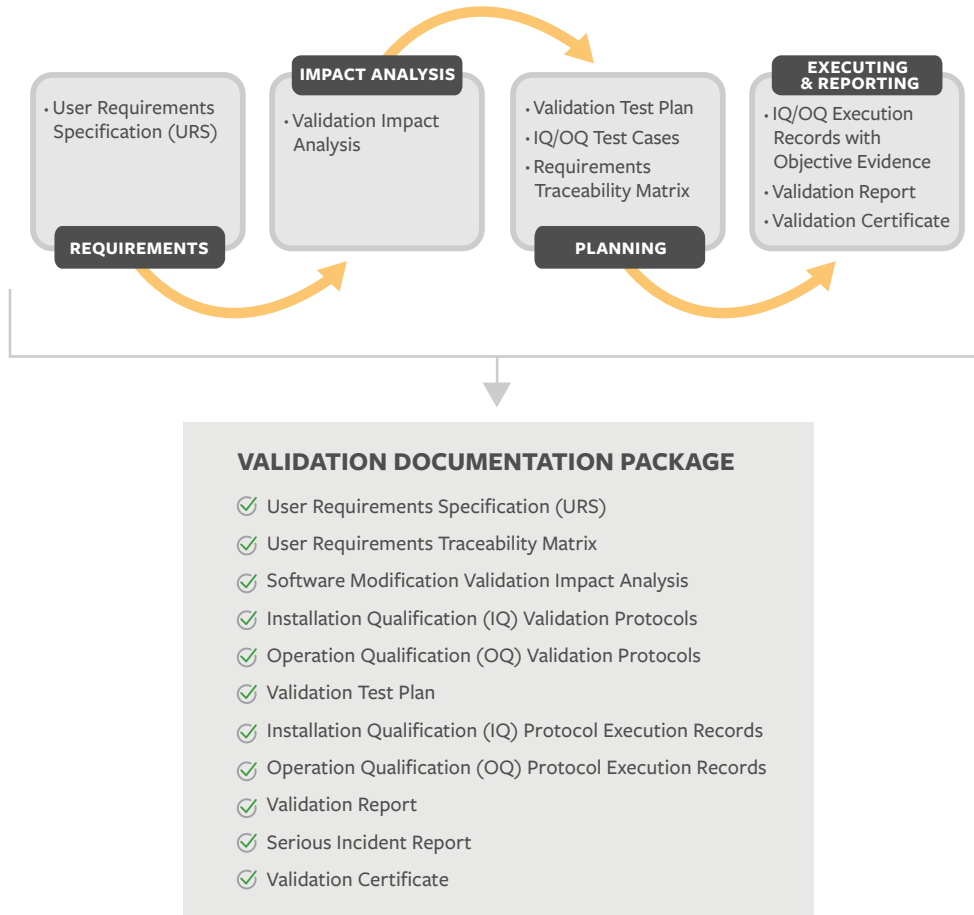 · User Requirements
Specification (URS)
REQUIREMENTS
IMPACT ANALYSIS
· Validation Impact
Analysis
· Validation Test Plan
· IQ/OQ Test Cases
· Requirements
Traceability Matrix
PLANNING
EXECUTING
& REPORTING
· IQ/OQ Execution
Records with
Objective Evidence
· Validation Report
· Validation Certificate
VALIDATION DOCUMENTATION PACKAGE
User Requirements Specification (URS)
User Requirements Traceability Matrix
Software Modification Validation Impact Analysis
Installation Qualification (IQ) Validation Protocols
Operation Qualification (OQ) Validation Protocols
Validation Test Plan
Installation Qualification (IQ) Protocol Execution Records
Operation Qualification (OQ) Protocol Execution Records
Validation Report
Serious Incident Report
Validation Certificate